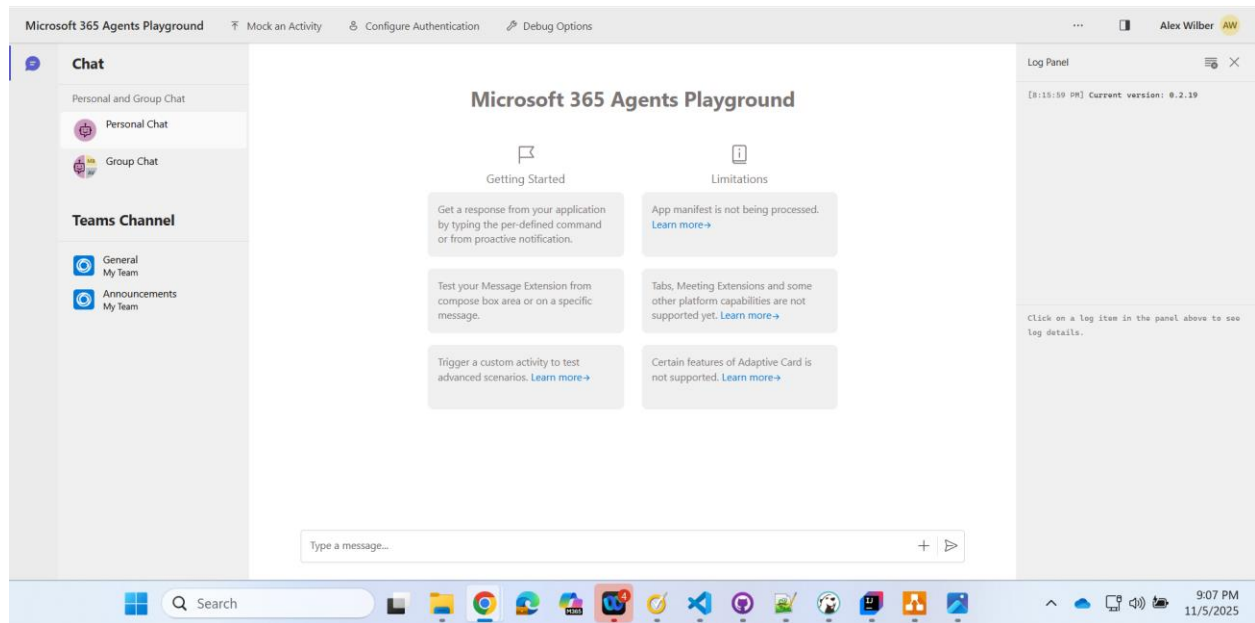 Microsoft 365 Agents Playground
Mock an Activity
Configure Authentication
Debug Options
...
Alex Wilber AW
Chat
Personal and Group Chat
Personal Chat
Group Chat
Teams Channel
General
My Team
Announcements
My Team
Microsoft 365 Agents Playground
Getting Started
Get a response from your application
by typing the per-defined command
or from proactive notification.
Test your Message Extension from
compose box area or on a specific
message.
Trigger a custom activity to test
advanced scenarios. Learn more→
Limitations
App manifest is not being processed.
Learn more→
Tabs, Meeting Extensions and some
other platform capabilities are not
supported yet. Learn more→
Certain features of Adaptive Card is
not supported. Learn more→
Type a message...
Log Panel
[8:15:59 PM] Current version: 0.2.19
Click on a log item in the panel above to see
log details.
Search
M365
4
IJ
9:07 PM
11/5/2025